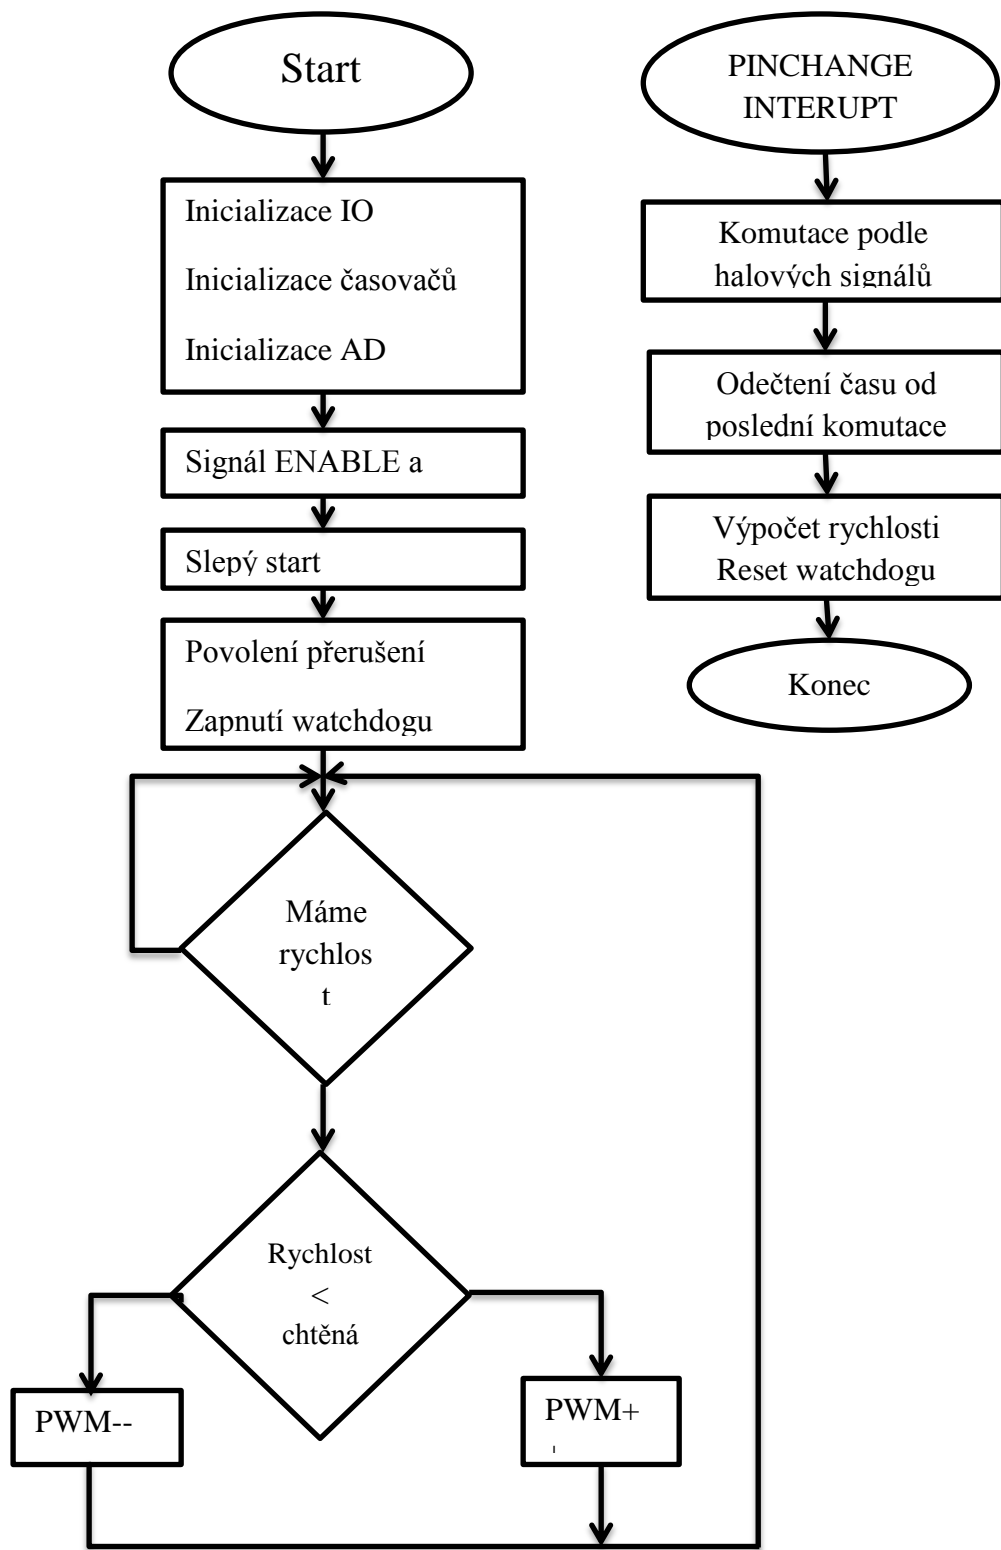 Start
Inicializace IO
Inicializace časovačů
Inicializace AD
Signál ENABLE a
Slepý start
Povolení přerušení
Zapnutí watchdogu
Máme
rychlos
t
Rychlost
<
chtěná
PWM--
PWM+
PINCHANGE
INTERUPT
Komutace podle
halových signálů
Odečtení času od
poslední komutace
Výpočet rychlosti
Reset watchdogu
Konec